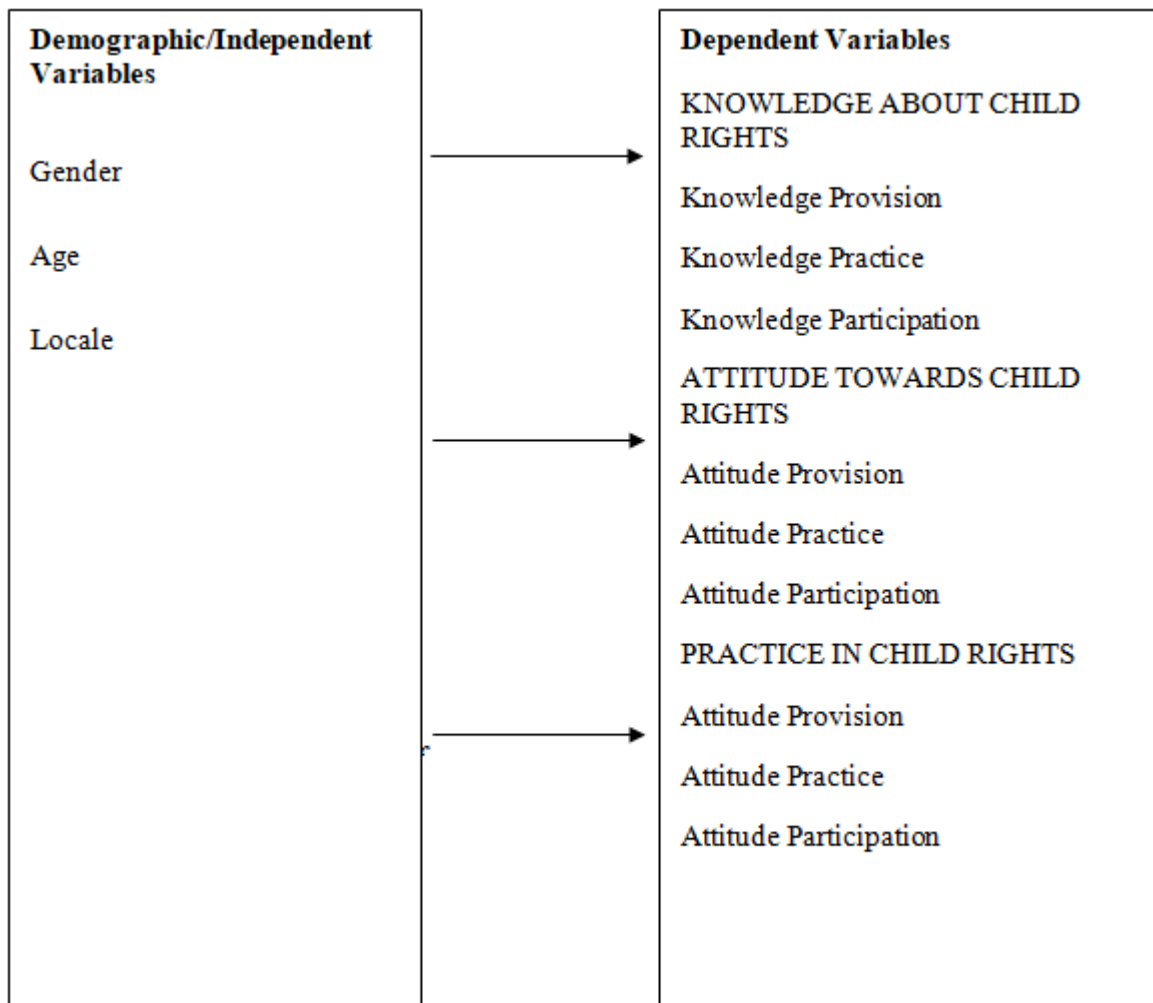 Demographic/Independent
Variables
Gender
Age
Locale
Dependent Variables
KNOWLEDGE ABOUT CHILD
RIGHTS
Knowledge Provision
Knowledge Practice
Knowledge Participation
ATTITUDE TOWARDS CHILD
RIGHTS
Attitude Provision
Attitude Practice
Attitude Participation
PRACTICE IN CHILD RIGHTS
Attitude Provision
Attitude Practice
Attitude Participation